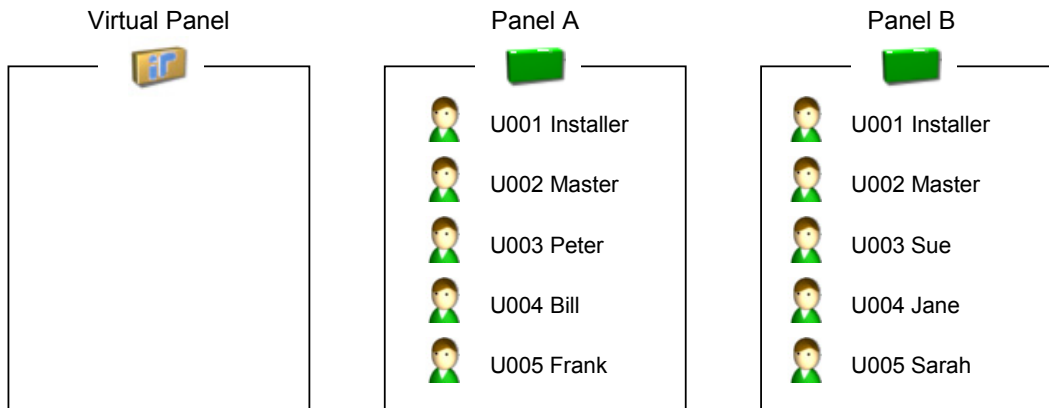 Virtual Panel
Panel A
Panel B
ir
U001 Installer
U001 Installer
U002 Master
U002 Master
U003 Peter
U003 Sue
U004 Bill
U004 Jane
U005 Frank
U005 Sarah